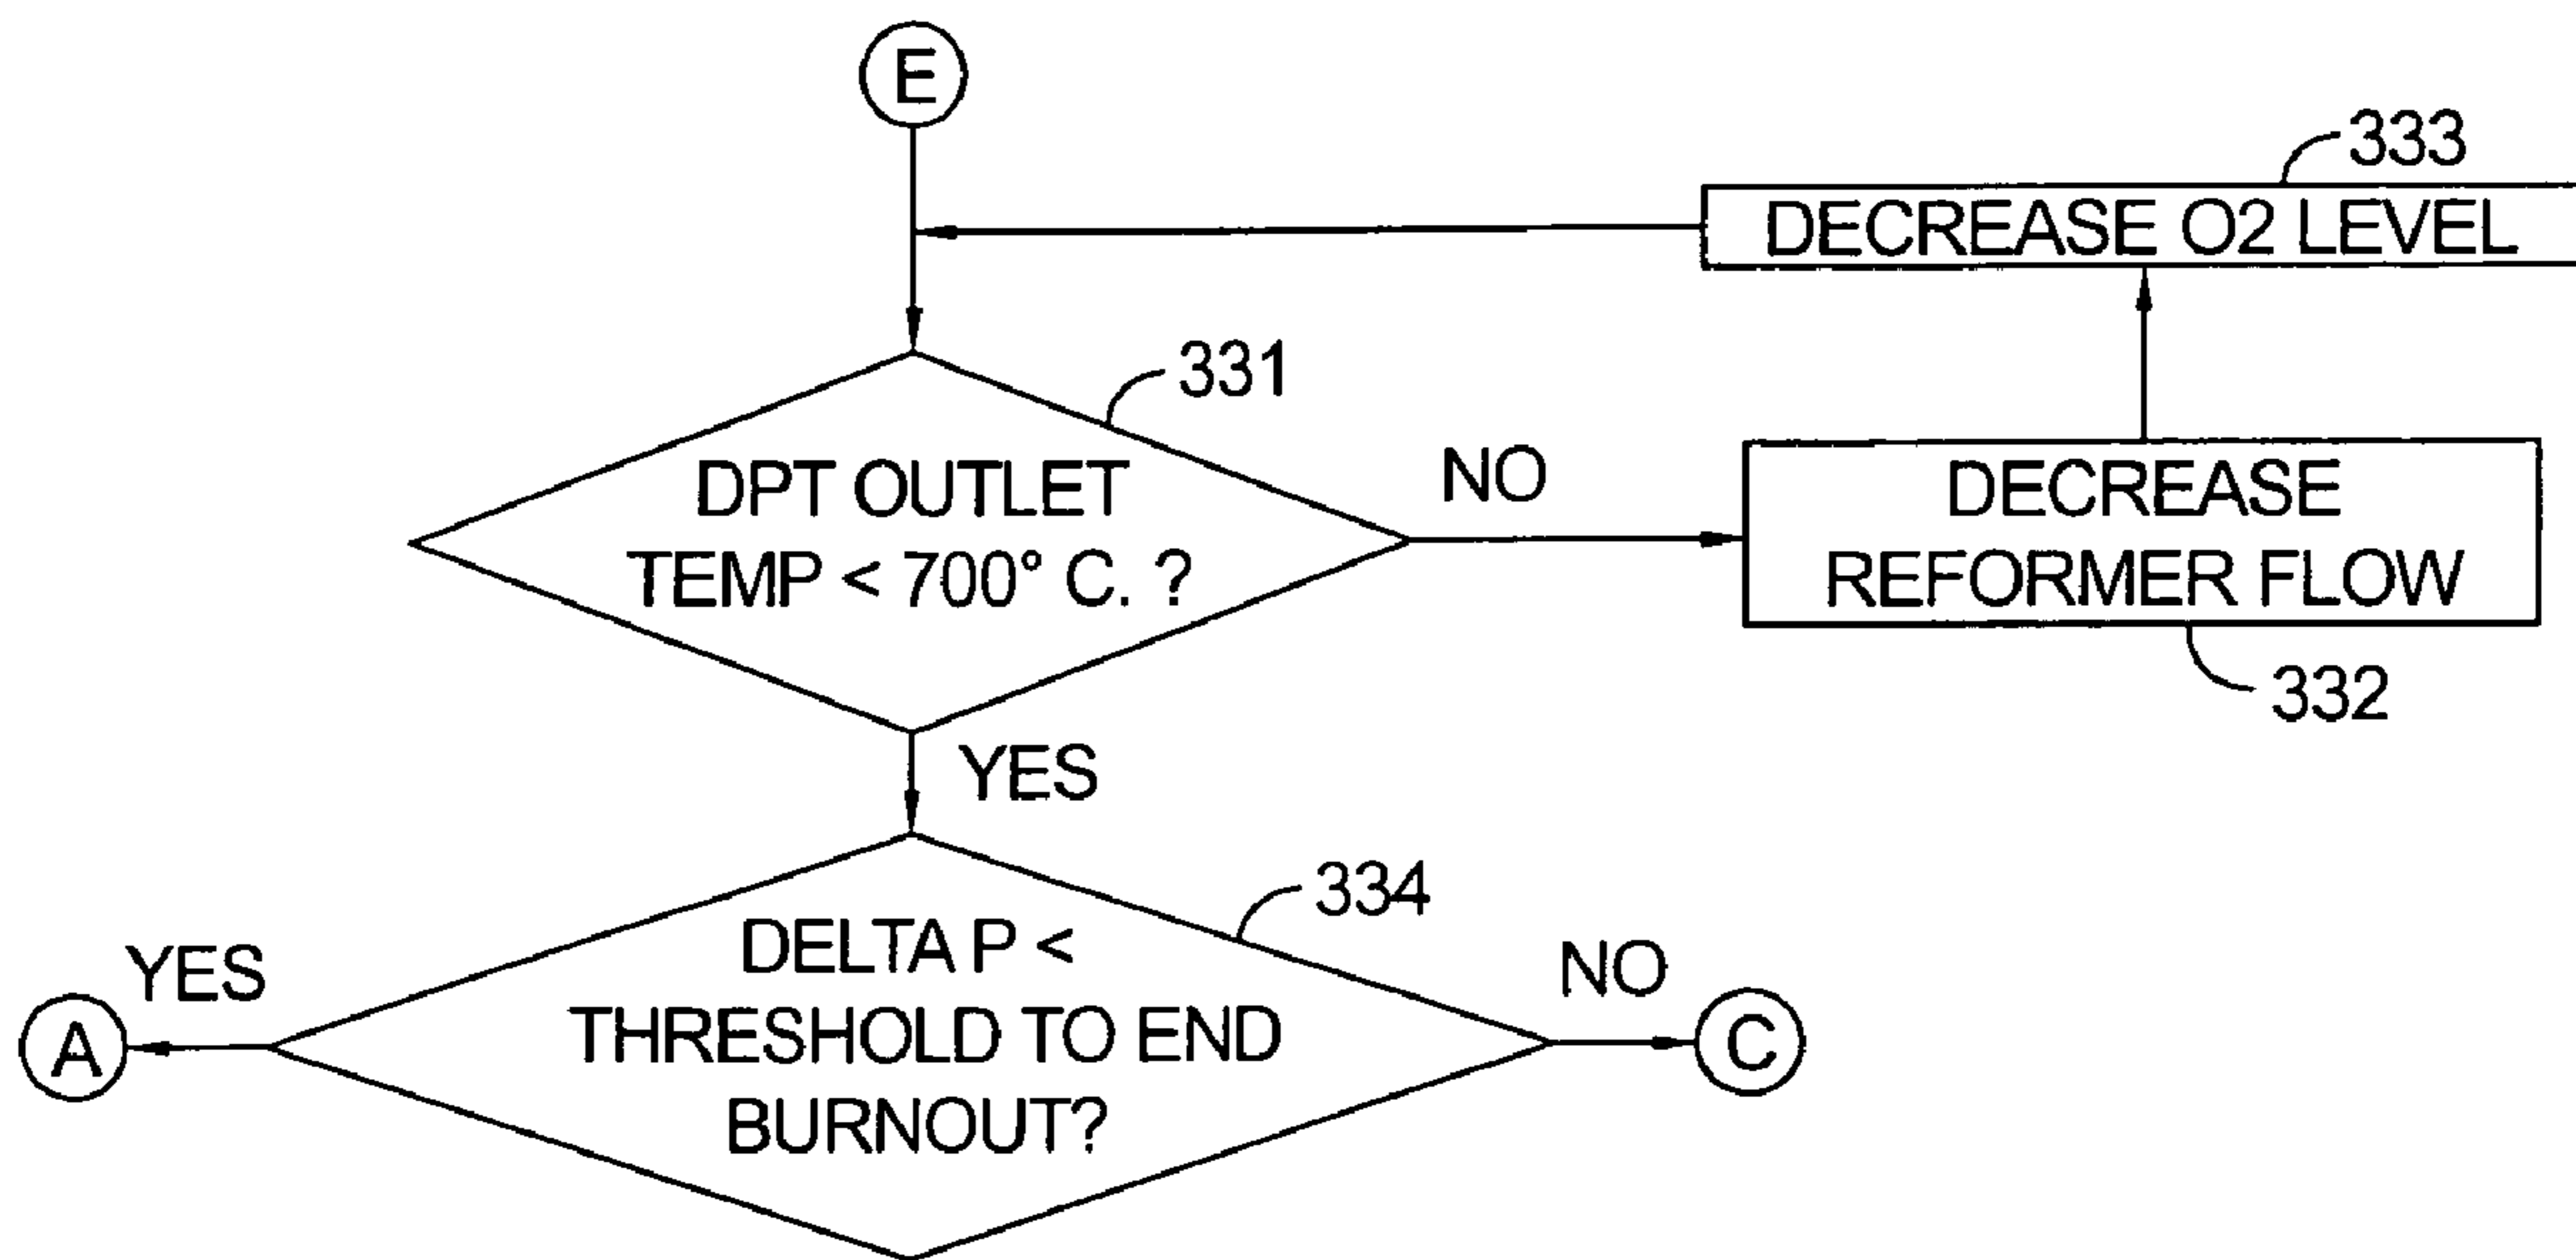 E
333
DECREASE O2 LEVEL
331
DPT OUTLET
TEMP < 700° C. ?
NO
DECREASE
REFORMER FLOW
332
YES
334
DELTA P <
THRESHOLD TO END
BURNOUT?
YES
A
NO
C